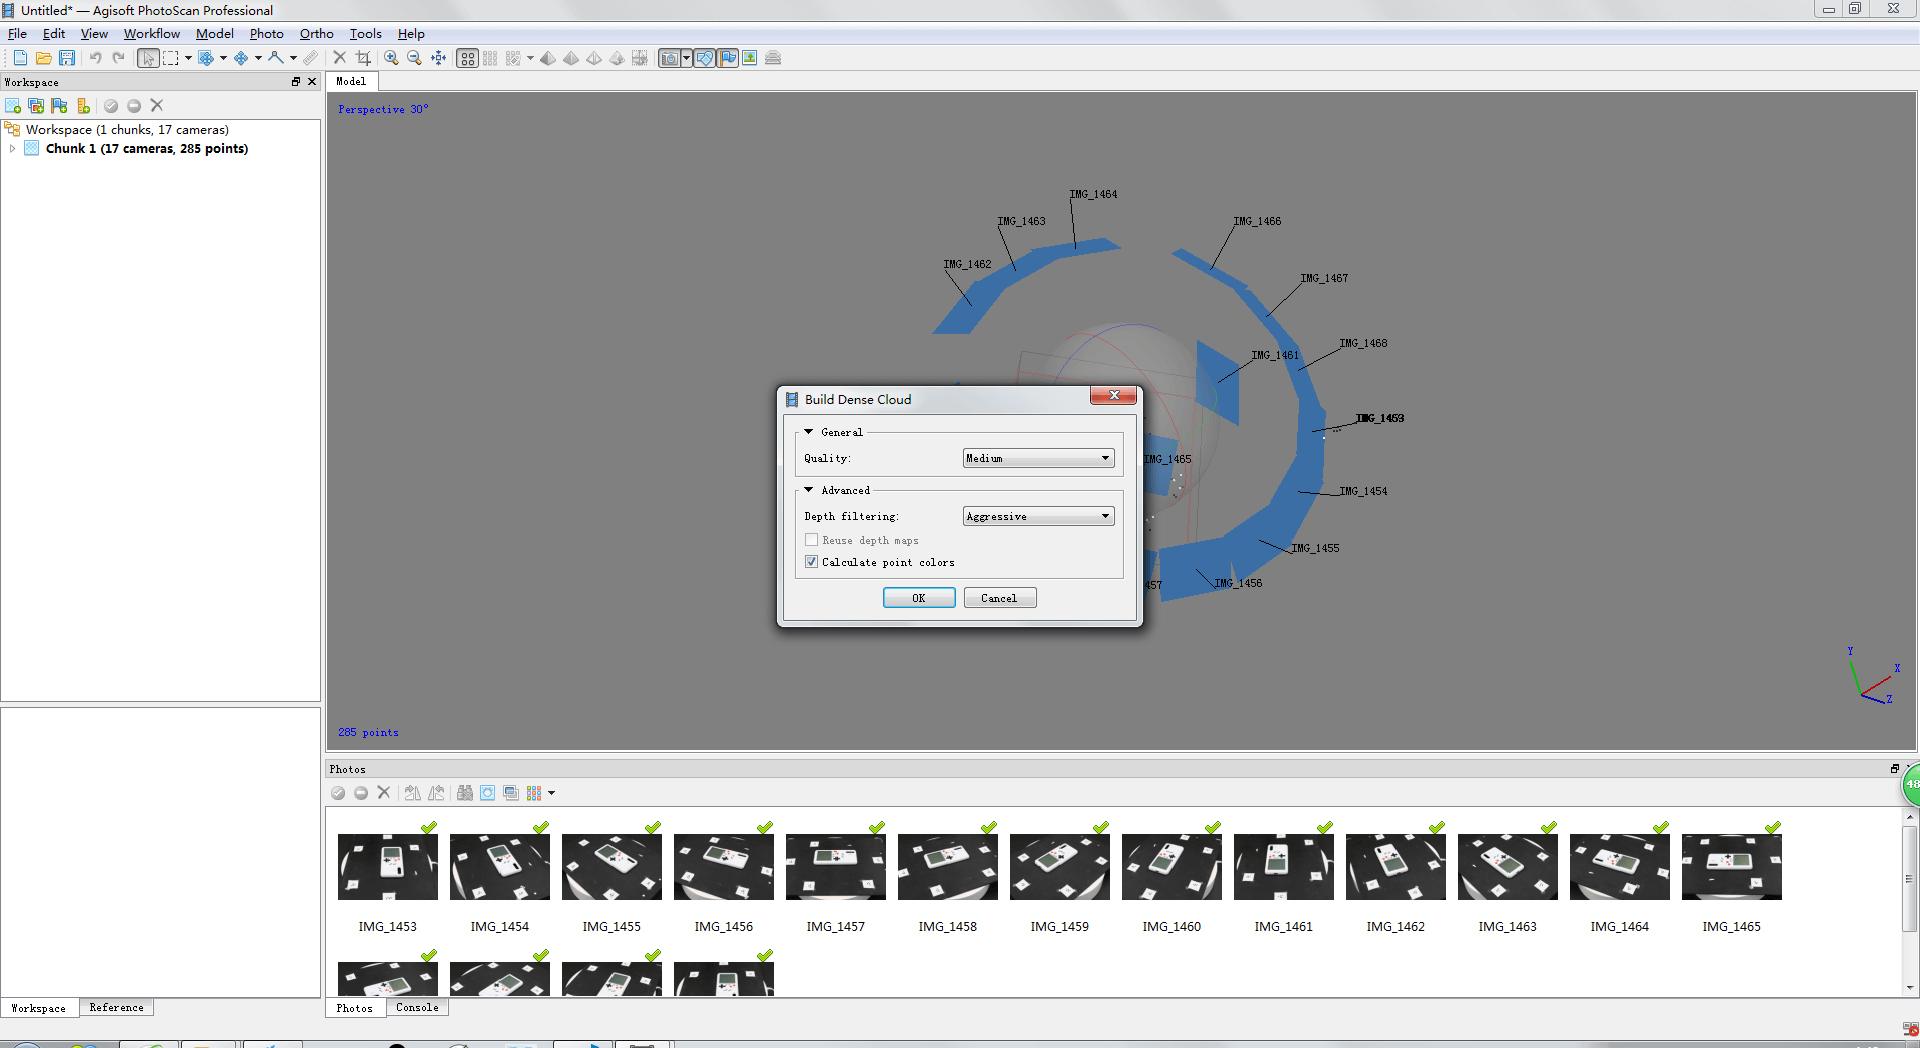 Untitled* — Agisoft PhotoScan Professional
File Edit View Workflow Model Photo Ortho Tools Help
Workspace
Model
Workspace (1 chunks, 17 cameras)
Chunk 1 (17 cameras, 285 points)
Perspective 30°
IMG_1464
IMG_1463
IMG_1466
IMG_1462
IMG_1467
IMG_1468
IMG_1461
IMG_1453
IMG_1465
IMG_1454
IMG_1455
457
IMG_1456
Build Dense Cloud
General
Quality: Medium
Advanced
Depth filtering: Aggressive
Reuse depth maps
Calculate point colors
OK Cancel
Y
X
Z
285 points
Photos
48
IMG_1453 IMG_1454 IMG_1455 IMG_1456 IMG_1457 IMG_1458 IMG_1459 IMG_1460 IMG_1461 IMG_1462 IMG_1463 IMG_1464 IMG_1465
Workspace Reference
Photos Console